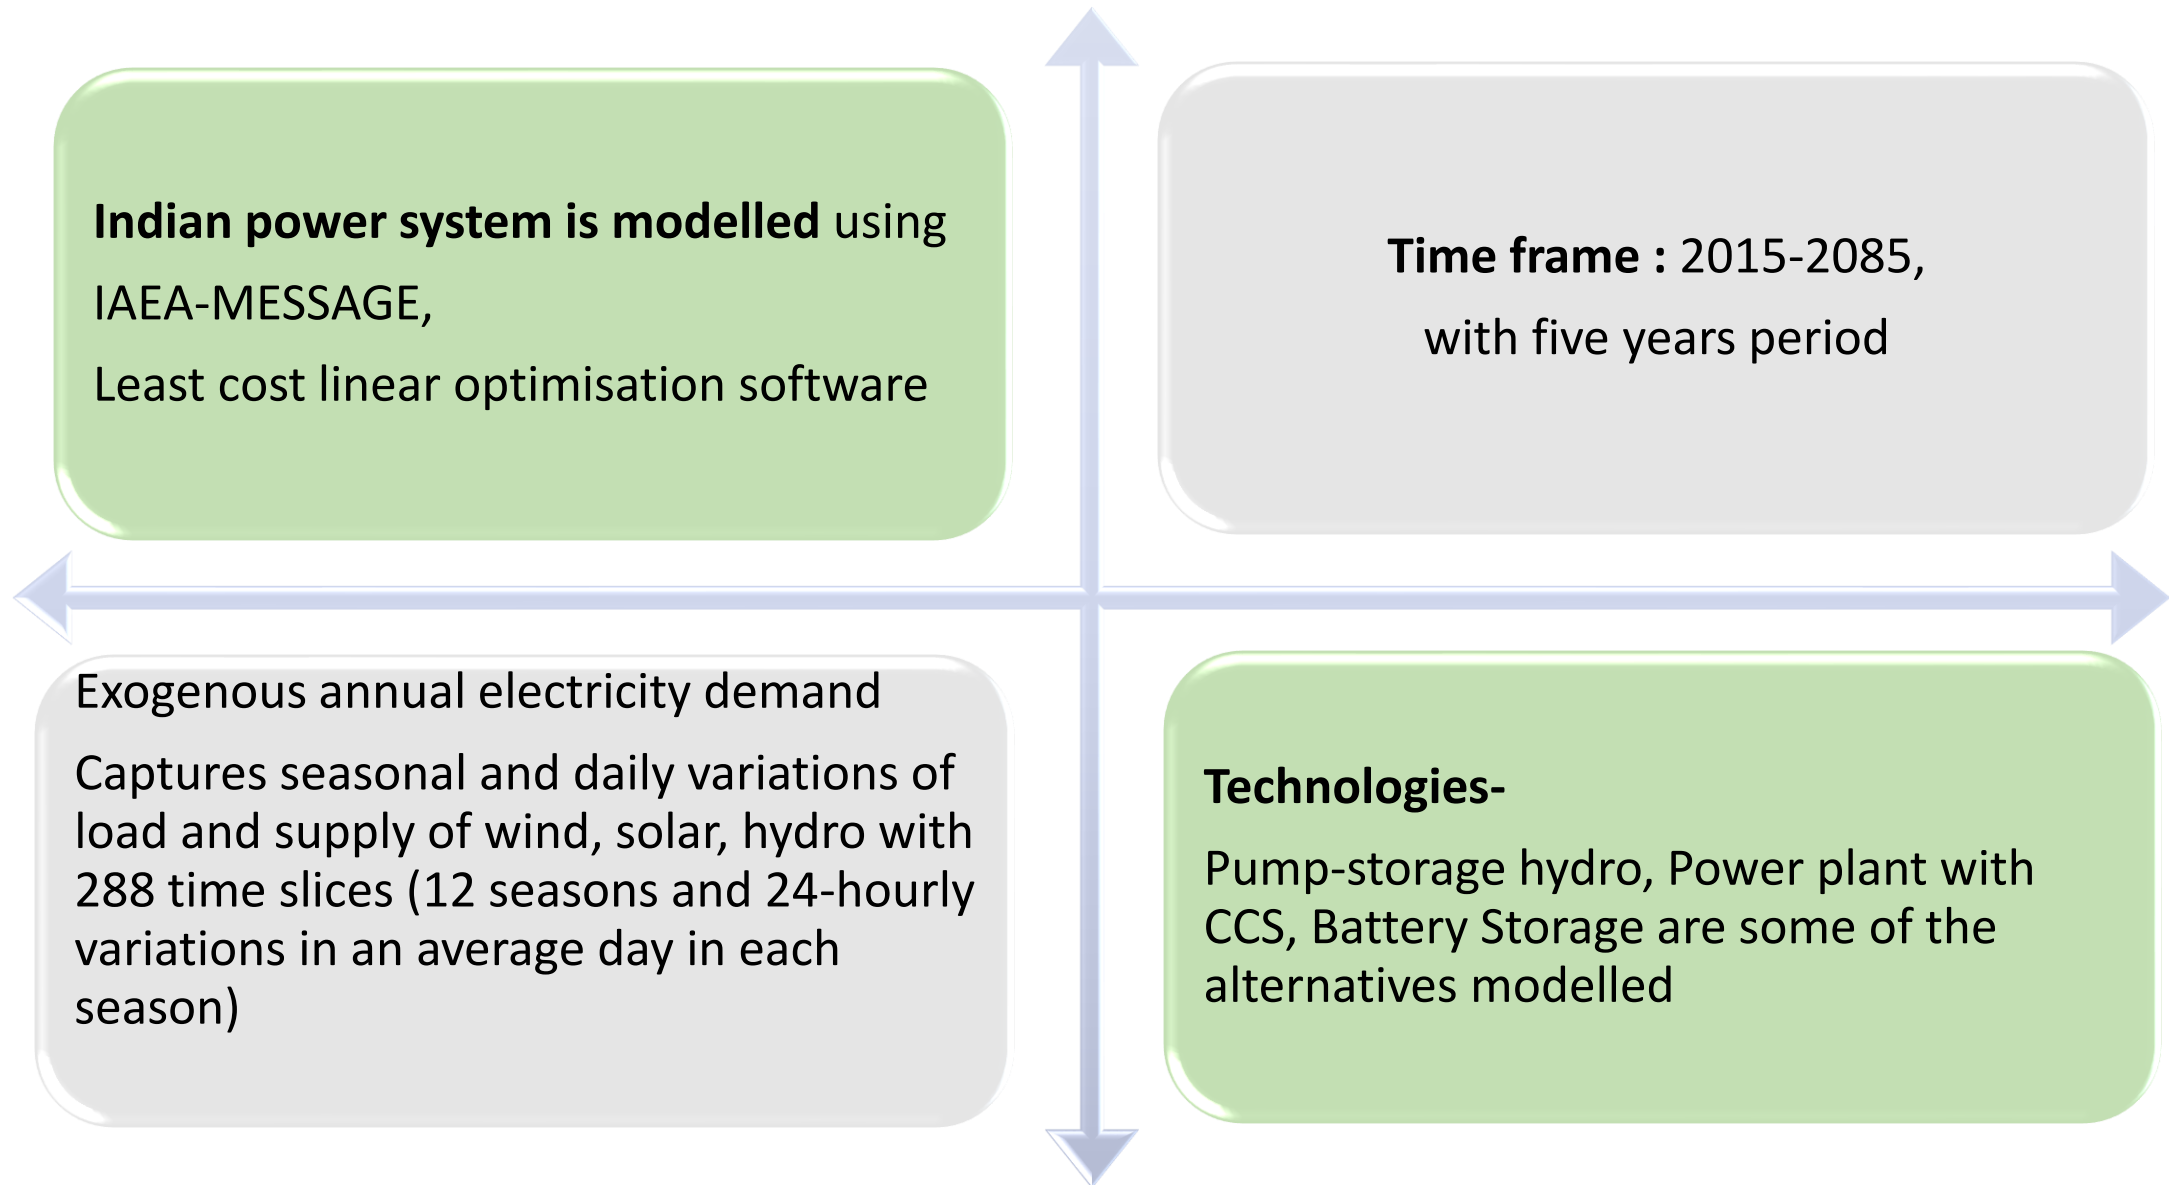 Indian power system is modelled using
IAEA-MESSAGE,
Least cost linear optimisation software
Time frame : 2015-2085,
with five years period
Exogenous annual electricity demand
Captures seasonal and daily variations of
load and supply of wind, solar, hydro with
288 time slices (12 seasons and 24-hourly
variations in an average day in each
season)
Technologies-
Pump-storage hydro, Power plant with
CCS, Battery Storage are some of the
alternatives modelled